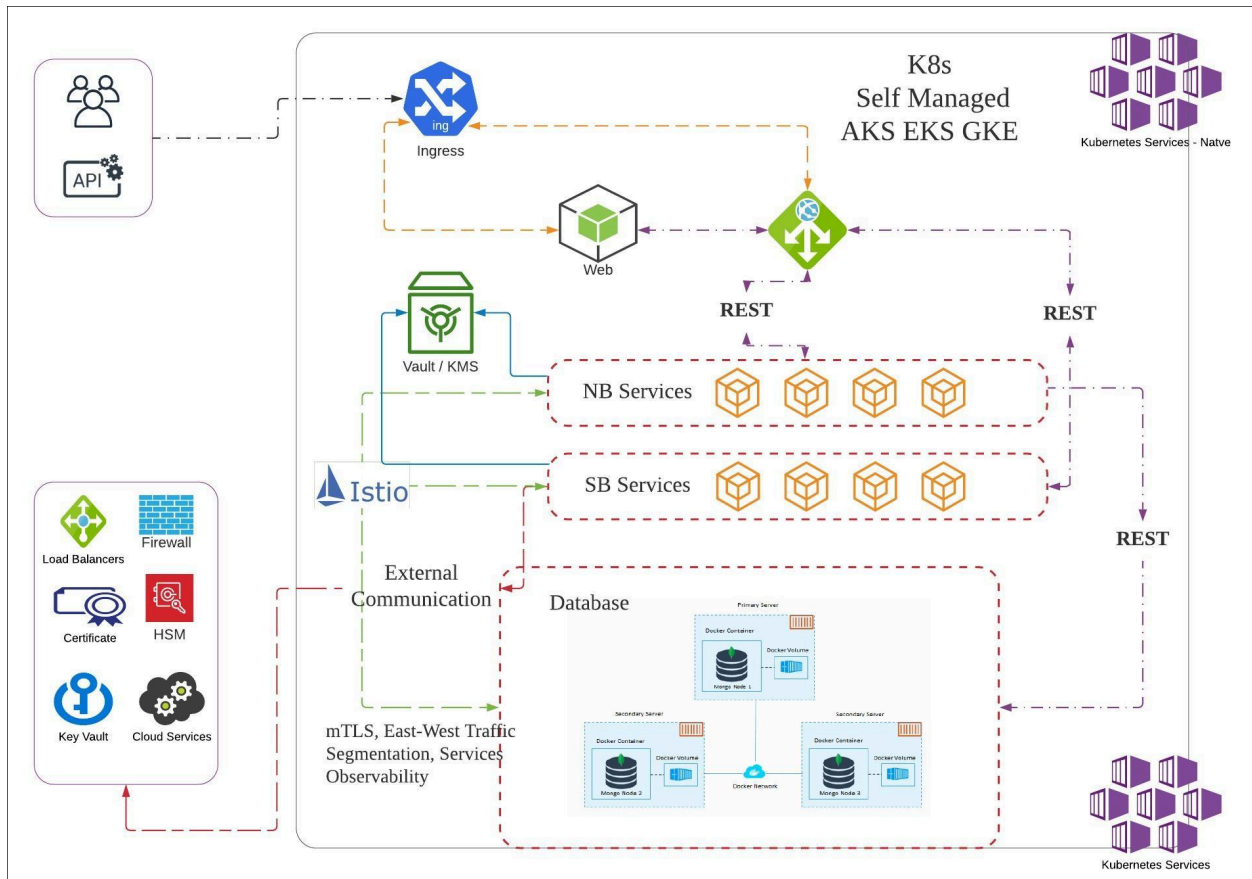 K8s
Self Managed
AKS EKS GKE
Kubernetes Services - Natve
API
ing
Ingress
Web
REST
REST
Vault / KMS
NB Services
Istio
SB Services
REST
Load Balancers
Firewall
Certificate
HSM
Key Vault
Cloud Services
External
Communication
Database
Primary Server
Docker Container
Docker Volume
Mongo Node 1
Secondary Server
Docker Container
Docker Volume
Mongo Node 2
Docker Network
Secondary Server
Docker Container
Docker Volume
Mongo Node 3
mTLS, East-West Traffic
Segmentation, Services
Observability
Kubernetes Services